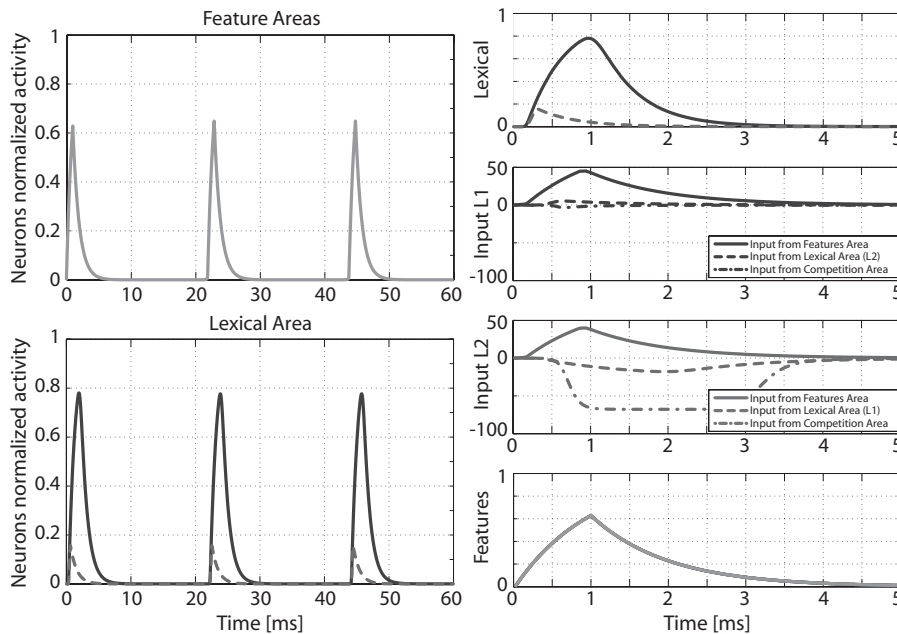 Feature Areas
Neurons normalized activity
1
0.8
0.6
0.4
0.2
0
0 10 20 30 40 50 60
Lexical Area
Neurons normalized activity
1
0.8
0.6
0.4
0.2
0
0 10 20 30 40 50 60
Time [ms]
Lexical
1
0
0 1 2 3 4 5
Input L1
50
0
-100
Input from Features Area
Input from Lexical Area (L2)
Input from Competition Area
0 1 2 3 4 5
Input L2
50
0
-100
Input from Features Area
Input from Lexical Area (L1)
Input from Competition Area
0 1 2 3 4 5
Features
1
0
0 1 2 3 4 5
Time [ms]